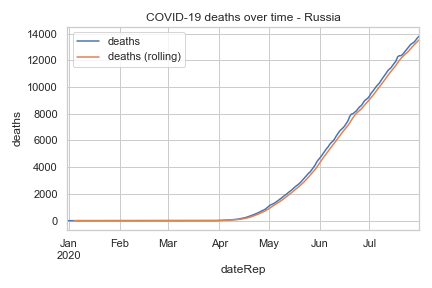 COVID-19 deaths over time - Russia
deaths
deaths (rolling)
14000
12000
10000
8000
6000
4000
2000
0
deaths
Jan
2020
Feb
Mar
Apr
May
Jun
Jul
dateRep